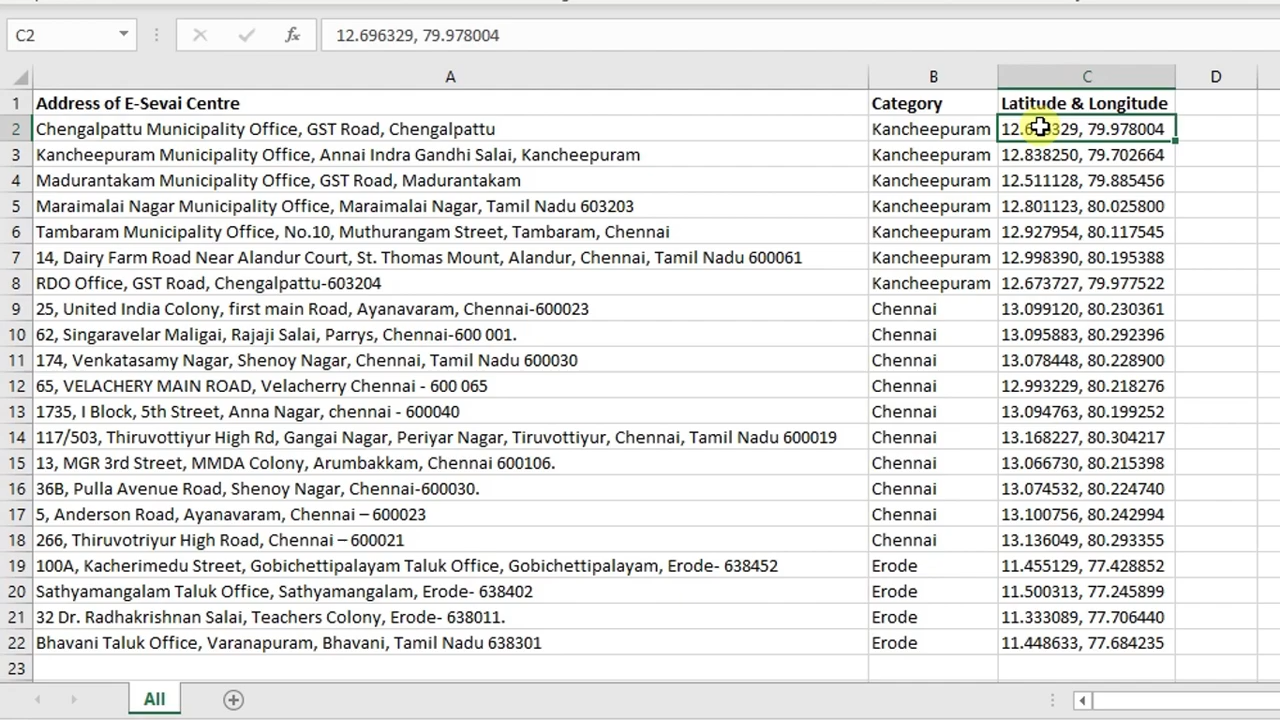 C2 fx 12.696329, 79.978004
A B C D
1 Address of E-Sevai Centre Category Latitude & Longitude
2 Chengalpattu Municipality Office, GST Road, Chengalpattu Kancheepuram 12.696329, 79.978004
3 Kancheepuram Municipality Office, Annai Indra Gandhi Salai, Kancheepuram Kancheepuram 12.838250, 79.702664
4 Madurantakam Municipality Office, GST Road, Madurantakam Kancheepuram 12.511128, 79.885456
5 Maraimalai Nagar Municipality Office, Maraimalai Nagar, Tamil Nadu 603203 Kancheepuram 12.801123, 80.025800
6 Tambaram Municipality Office, No.10, Muthurangam Street, Tambaram, Chennai Kancheepuram 12.927954, 80.117545
7 14, Dairy Farm Road Near Alandur Court, St. Thomas Mount, Alandur, Chennai, Tamil Nadu 600061 Kancheepuram 12.998390, 80.195388
8 RDO Office, GST Road, Chengalpattu-603204 Kancheepuram 12.673727, 79.977522
9 25, United India Colony, first main Road, Ayanavaram, Chennai-600023 Chennai 13.099120, 80.230361
10 62, Singaravelar Maligai, Rajaji Salai, Parrys, Chennai-600 001. Chennai 13.095883, 80.292396
11 174, Venkatasamy Nagar, Shenoy Nagar, Chennai, Tamil Nadu 600030 Chennai 13.078448, 80.228900
12 65, VELACHERY MAIN ROAD, Velacherry Chennai - 600 065 Chennai 12.993229, 80.218276
13 1735, I Block, 5th Street, Anna Nagar, chennai - 600040 Chennai 13.094763, 80.199252
14 117/503, Thiruvottiyur High Rd, Gangai Nagar, Periyar Nagar, Tiruvottiyur, Chennai, Tamil Nadu 600019 Chennai 13.168227, 80.304217
15 13, MGR 3rd Street, MMDA Colony, Arumbakkam, Chennai 600106. Chennai 13.066730, 80.215398
16 36B, Pulla Avenue Road, Shenoy Nagar, Chennai-600030. Chennai 13.074532, 80.224740
17 5, Anderson Road, Ayanavaram, Chennai – 600023 Chennai 13.100756, 80.242994
18 266, Thiruvotriyur High Road, Chennai – 600021 Chennai 13.136049, 80.293355
19 100A, Kacherimedu Street, Gobichettipalayam Taluk Office, Gobichettipalayam, Erode- 638452 Erode 11.455129, 77.428852
20 Sathyamangalam Taluk Office, Sathyamangalam, Erode- 638402 Erode 11.500313, 77.245899
21 32 Dr. Radhakrishnan Salai, Teachers Colony, Erode- 638011. Erode 11.333089, 77.706440
22 Bhavani Taluk Office, Varanapuram, Bhavani, Tamil Nadu 638301 Erode 11.448633, 77.684235
23
All